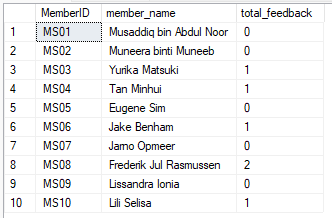 MemberID member_name total_feedback
1 MS01 Musaddiq bin Abdul Noor 0
2 MS02 Muneera binti Muneeb 0
3 MS03 Yurika Matsuki 1
4 MS04 Tan Minhui 1
5 MS05 Eugene Sim 0
6 MS06 Jake Benham 1
7 MS07 Jarno Opmeer 0
8 MS08 Frederik Jul Rasmussen 2
9 MS09 Lissandra Ionia 0
10 MS10 Lili Selisa 1